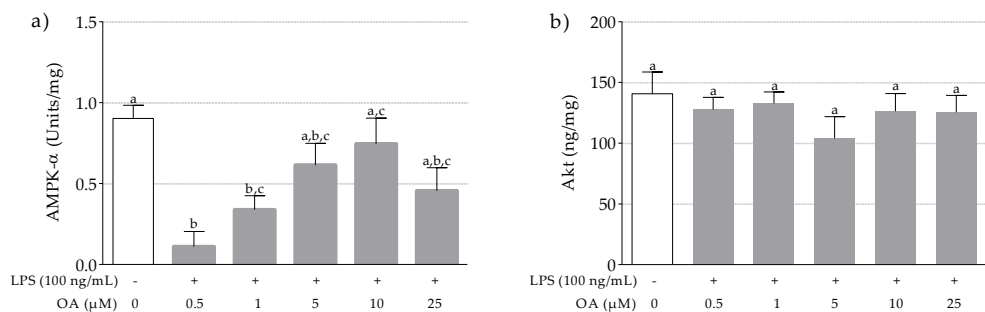 a)
1.5
1.0
0.5
0.0
AMPK-α (Units/mg)
a
b
b,c
a,b,c
a,c
a,b,c
LPS (100 ng/mL) - + + + + +
OA (μM) 0 0.5 1 5 10 25
b)
200
150
100
50
0
Akt (ng/mL)
a
a
a
a
a
a
LPS (100 ng/mL) - + + + + +
OA (μM) 0 0.5 1 5 10 25